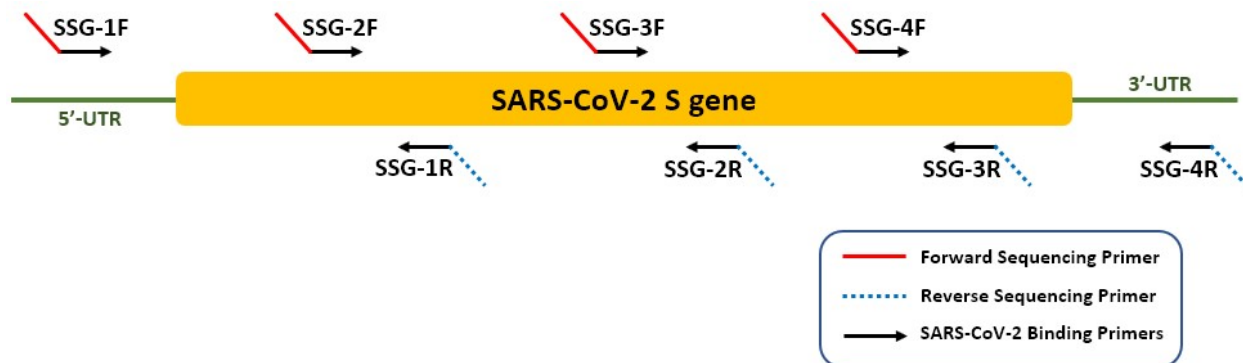 SSG-1F
SSG-2F
SSG-3F
SSG-4F
5’-UTR
SARS-CoV-2 S gene
3’-UTR
SSG-1R
SSG-2R
SSG-3R
SSG-4R
Forward Sequencing Primer
Reverse Sequencing Primer
SARS-CoV-2 Binding Primers